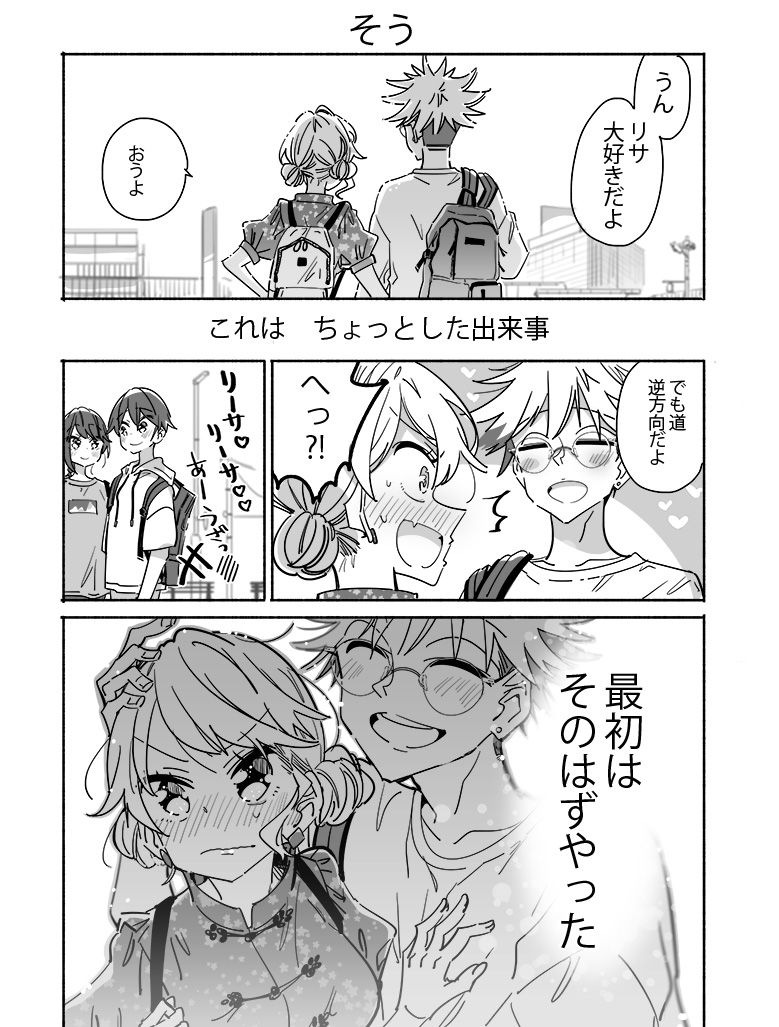 そう
うん
リサ
大好きだよ
おうよ
これは　ちょっとした出来事
でも道
逆方向だよ
へっ?!
リーサ♡
リーサ♡♡
あーうざっ
最初は
そのはずやった